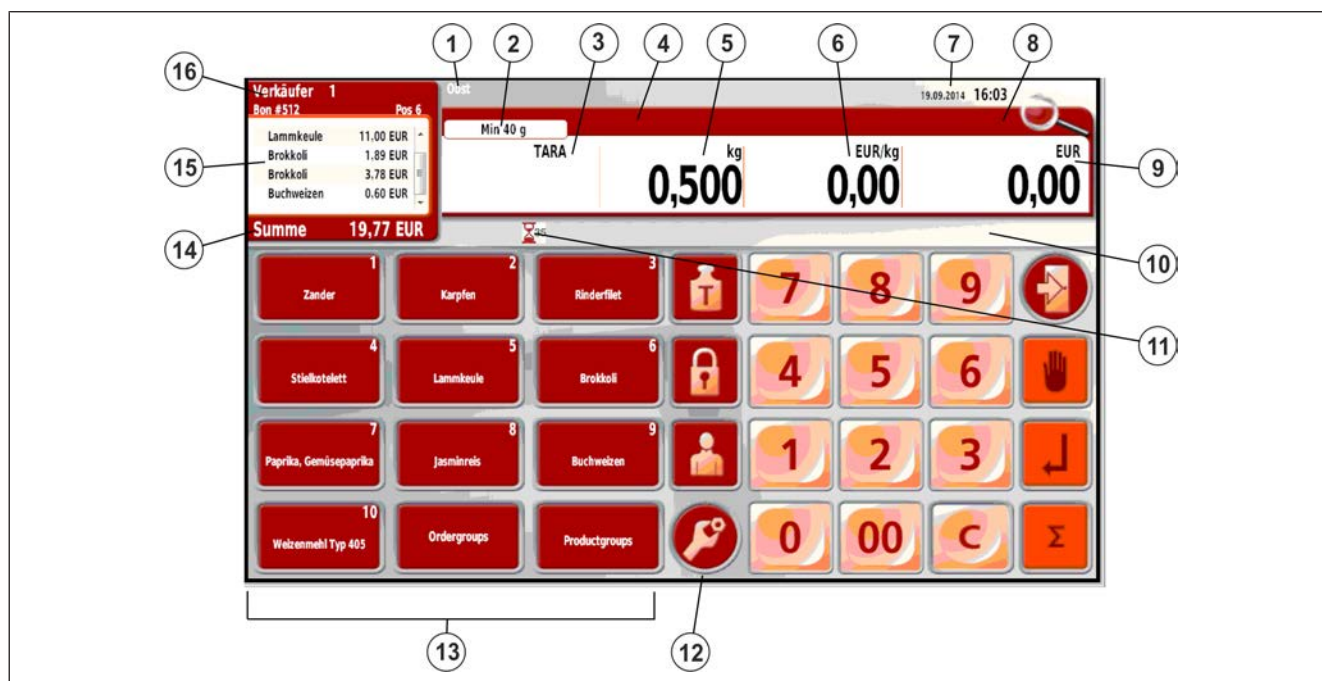 1 2 3 4 5 6 7 8
16
Verkäufer 1
Bon #512 Pos 6
Obst
19.09.2014 16:03
Min 40 g
Lammkeule 11.00 EUR
Brokkoli 1.89 EUR
Brokkoli 3.78 EUR
Buchweizen 0.60 EUR
15
TARA
kg
0,500
EUR/kg
0,00
EUR
0,00
9
Summe 19,77 EUR
14
10
11
1
Zander
2
Karpfen
3
Rinderfilet
T
7 8 9
4
Stielkotelett
5
Lammkeule
6
Brokkoli
4 5 6
7
Paprika, Gemüsepaprika
8
Jasminreis
9
Buchweizen
1 2 3
10
Weizenmehl Typ 405
Ordergroups
Productgroups
0 00 C Σ
13
12